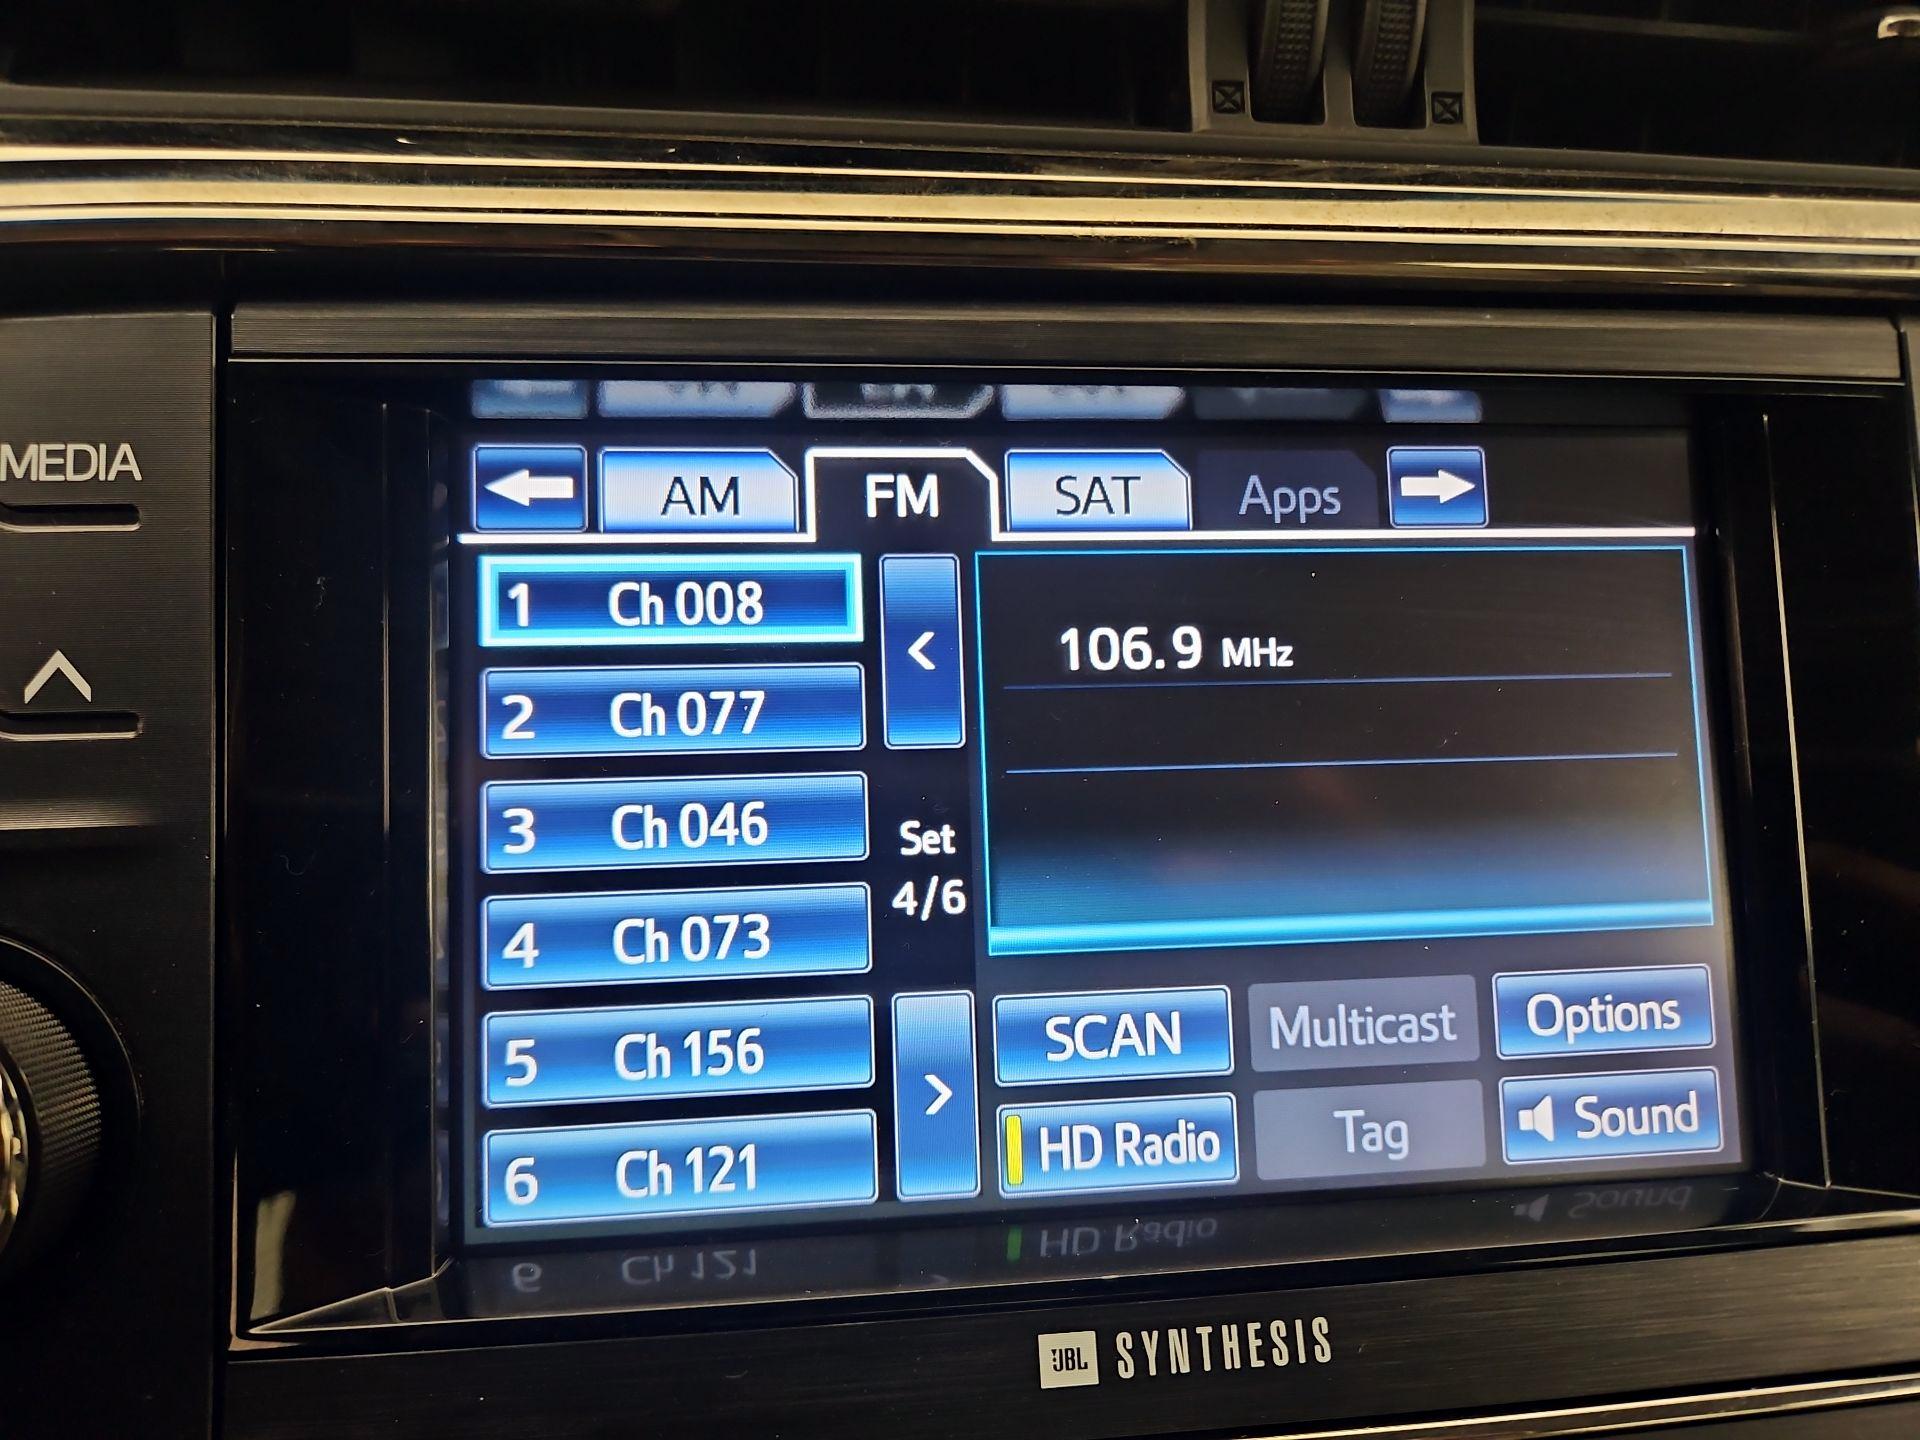 MEDIA
AM FM SAT Apps
1 Ch 008
2 Ch 077
3 Ch 046
4 Ch 073
5 Ch 156
6 Ch 121
<
Set
4/6
>
106.9 MHz
SCAN Multicast Options
HD Radio Tag Sound
JBL SYNTHESIS